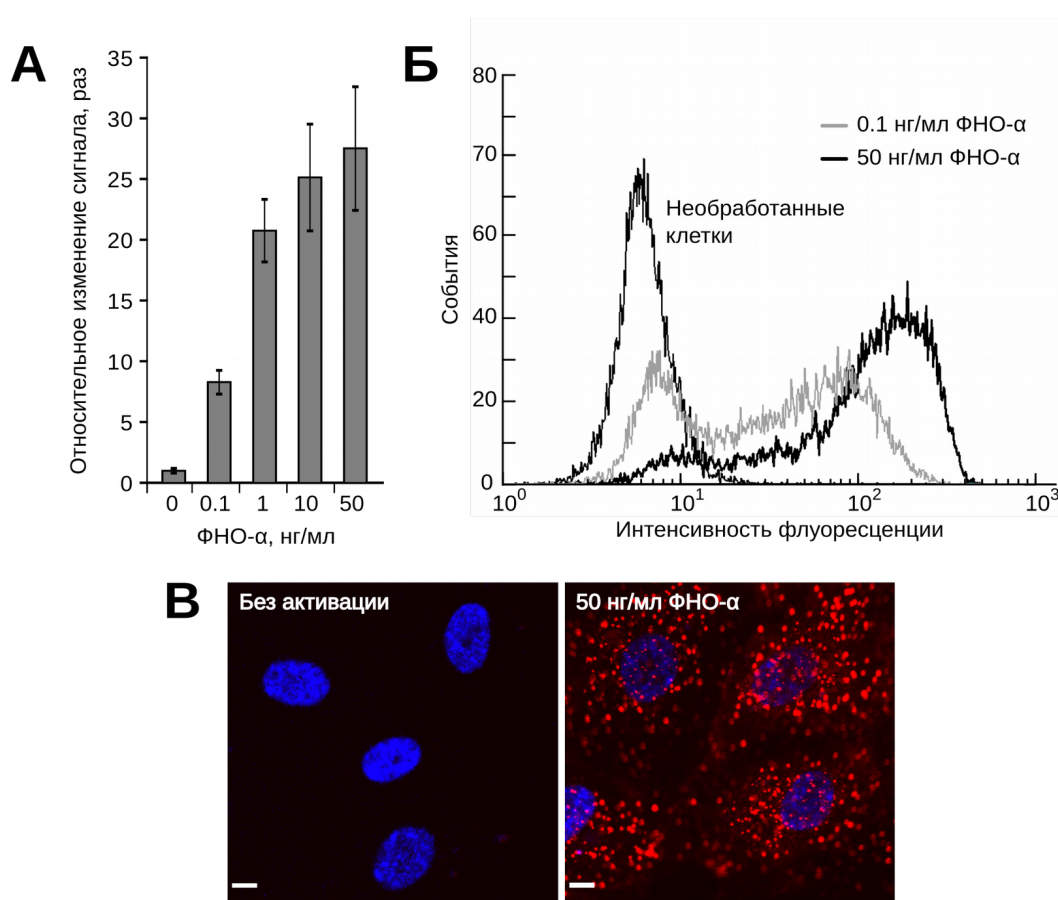 А
Относительное изменение сигнала, раз
35
30
25
20
15
10
5
0
0 0.1 1 10 50
ФНО-α, нг/мл
Б
События
80
70
60
40
20
0
0.1 нг/мл ФНО-α
50 нг/мл ФНО-α
Необработанные
клетки
10⁰ 10¹ 10² 10³
Интенсивность флуоресценции
В
Без активации
50 нг/мл ФНО-α